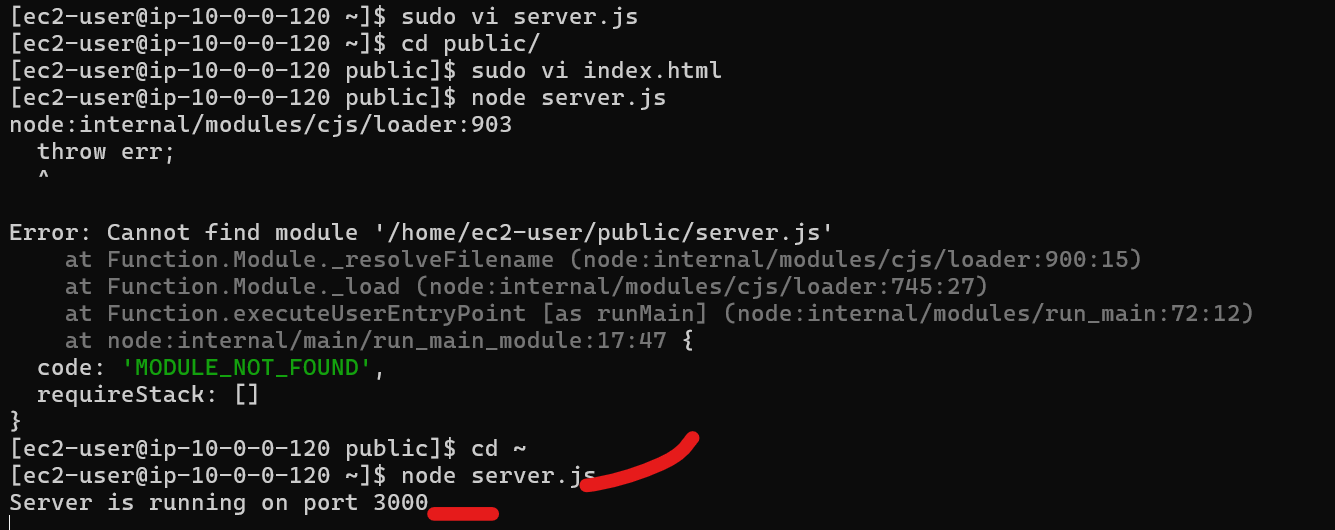 [ec2-user@ip-10-0-0-120 ~]$ sudo vi server.js
[ec2-user@ip-10-0-0-120 ~]$ cd public/
[ec2-user@ip-10-0-0-120 public]$ sudo vi index.html
[ec2-user@ip-10-0-0-120 public]$ node server.js
node:internal/modules/cjs/loader:903
  throw err;
  ^

Error: Cannot find module '/home/ec2-user/public/server.js'
    at Function.Module._resolveFilename (node:internal/modules/cjs/loader:900:15)
    at Function.Module._load (node:internal/modules/cjs/loader:745:27)
    at Function.executeUserEntryPoint [as runMain] (node:internal/modules/run_main:72:12)
    at node:internal/main/run_main_module:17:47 {
  code: 'MODULE_NOT_FOUND',
  requireStack: []
}
[ec2-user@ip-10-0-0-120 public]$ cd ~
[ec2-user@ip-10-0-0-120 ~]$ node server.js
Server is running on port 3000